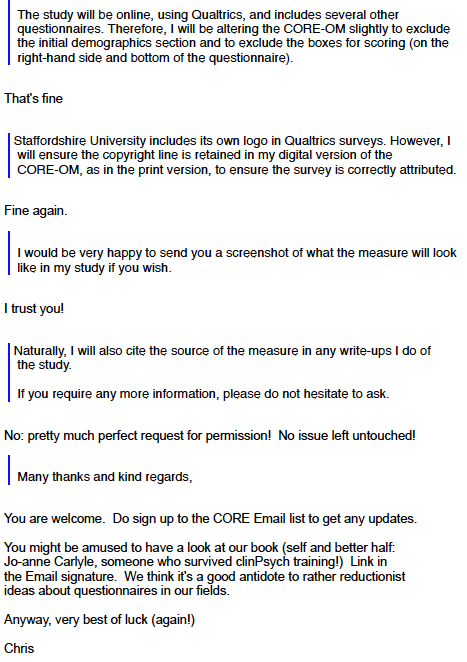 The study will be online, using Qualtrics, and includes several other
questionnaires. Therefore, I will be altering the CORE-OM slightly to exclude
the initial demographics section and to exclude the boxes for scoring (on the
right-hand side and bottom of the questionnaire).
That's fine
Staffordshire University includes its own logo in Qualtrics surveys. However, I
will ensure the copyright line is retained in my digital version of the
CORE-OM, as in the print version, to ensure the survey is correctly attributed.
Fine again.
I would be very happy to send you a screenshot of what the measure will look
like in my study if you wish.
I trust you!
Naturally, I will also cite the source of the measure in any write-ups I do of
the study.
If you require any more information, please do not hesitate to ask.
No: pretty much perfect request for permission!  No issue left untouched!
Many thanks and kind regards,
You are welcome.  Do sign up to the CORE Email list to get any updates.
You might be amused to have a look at our book (self and better half:
Jo-anne Carlyle, someone who survived clinPsych training!)  Link in
the Email signature.  We think it's a good antidote to rather reductionist
ideas about questionnaires in our fields.
Anyway, very best of luck (again!)
Chris